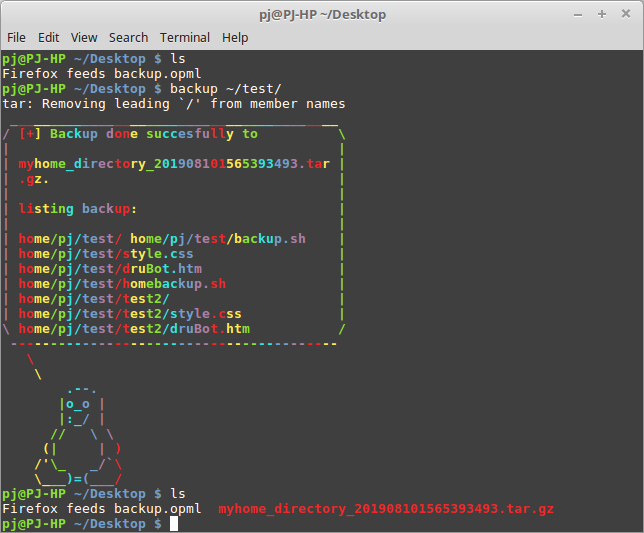 pj@PJ-HP ~/Desktop
File Edit View Search Terminal Help
pj@PJ-HP ~/Desktop $ ls
Firefox feeds backup.opml
pj@PJ-HP ~/Desktop $ backup ~/test/
tar: Removing leading `/' from member names
 _________________________________________
/ [+] Backup done succesfully to          \
|                                         |
| myhome_directory_201908101565393493.tar |
| .gz.                                    |
|                                         |
| listing backup:                         |
|                                         |
| home/pj/test/ home/pj/test/backup.sh    |
| home/pj/test/style.css                  |
| home/pj/test/druBot.htm                 |
| home/pj/test/homebackup.sh              |
| home/pj/test/test2/                     |
| home/pj/test/test2/style.css            |
\ home/pj/test/test2/druBot.htm           /
 -----------------------------------------
   \
    \
        .--.
       |o_o |
       |:_/ |
      //   \ \
     (|     | )
    /'\_   _/`\
    \___)=(___/
pj@PJ-HP ~/Desktop $ ls
Firefox feeds backup.opml  myhome_directory_201908101565393493.tar.gz
pj@PJ-HP ~/Desktop $